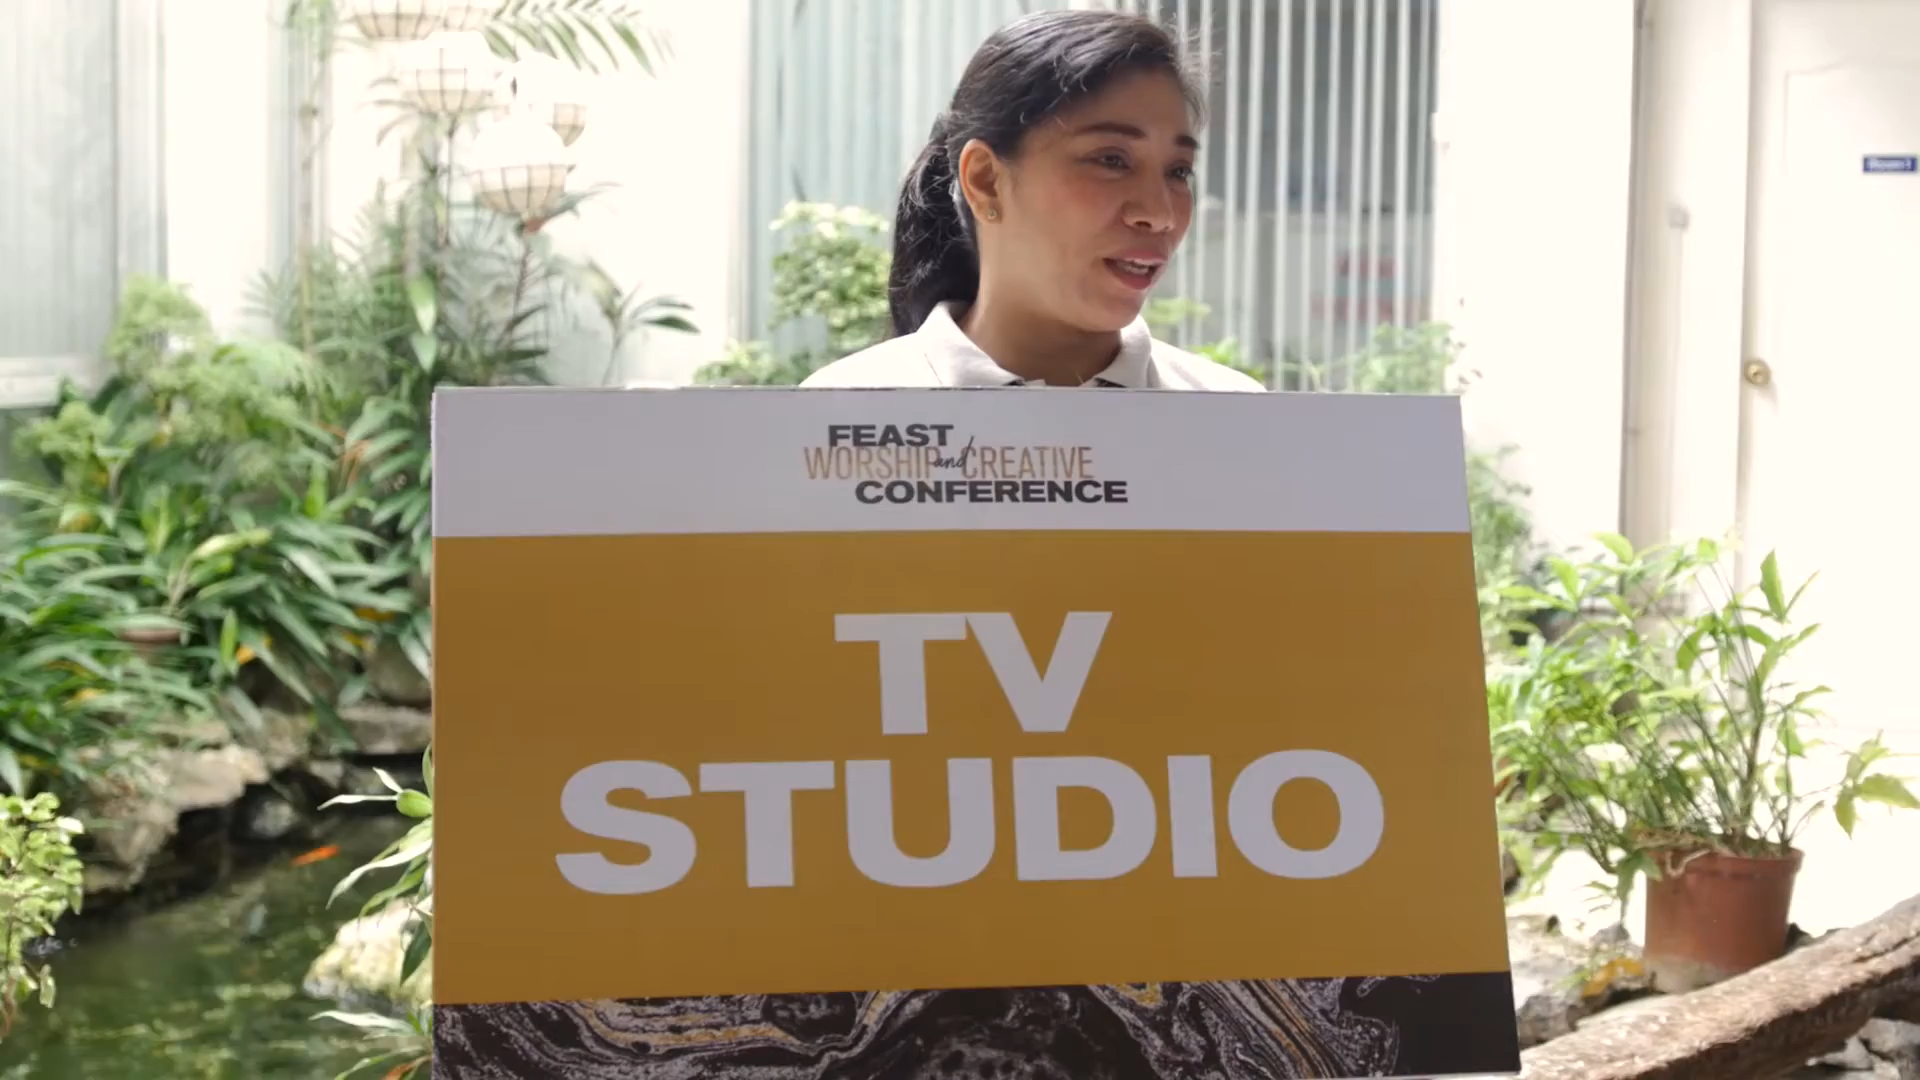 FEAST
WORSHIP and CREATIVE
CONFERENCE
TV
STUDIO